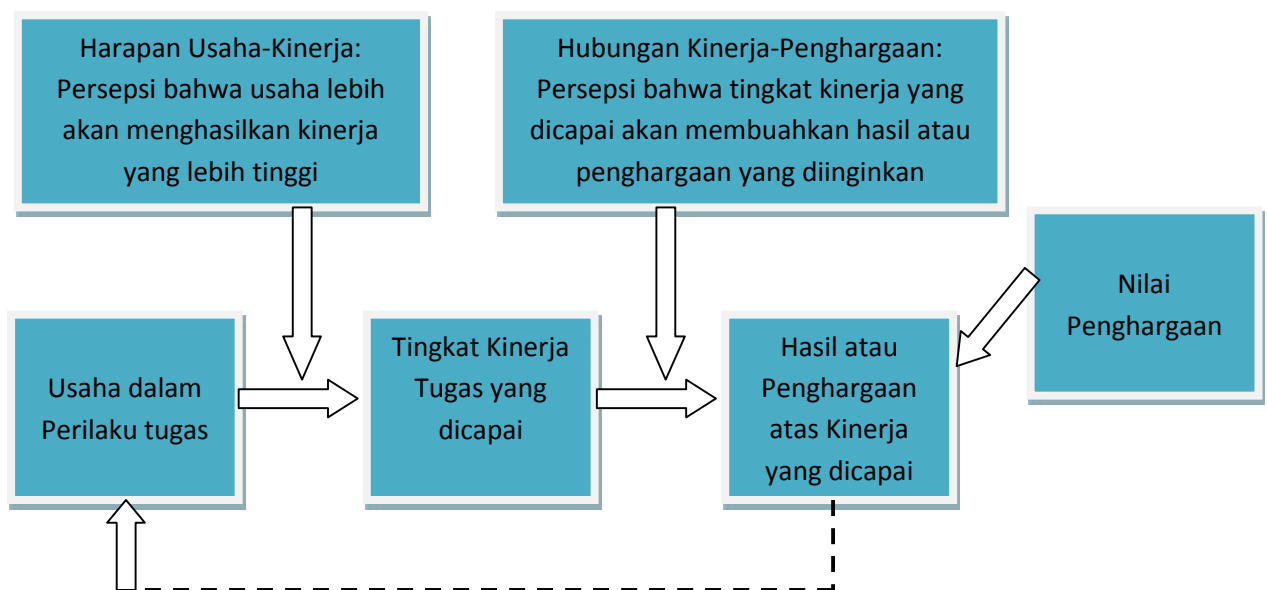 Harapan Usaha-Kinerja:
Persepsi bahwa usaha lebih
akan menghasilkan kinerja
yang lebih tinggi
Hubungan Kinerja-Penghargaan:
Persepsi bahwa tingkat kinerja yang
dicapai akan membuahkan hasil atau
penghargaan yang diinginkan
Nilai
Penghargaan
Usaha dalam
Perilaku tugas
Tingkat Kinerja
Tugas yang
dicapai
Hasil atau
Penghargaan
atas Kinerja
yang dicapai